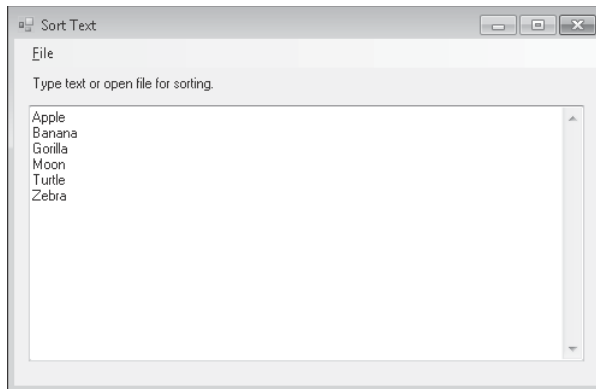 Sort Text
File
Type text or open file for sorting.
Apple
Banana
Gorilla
Moon
Turtle
Zebra